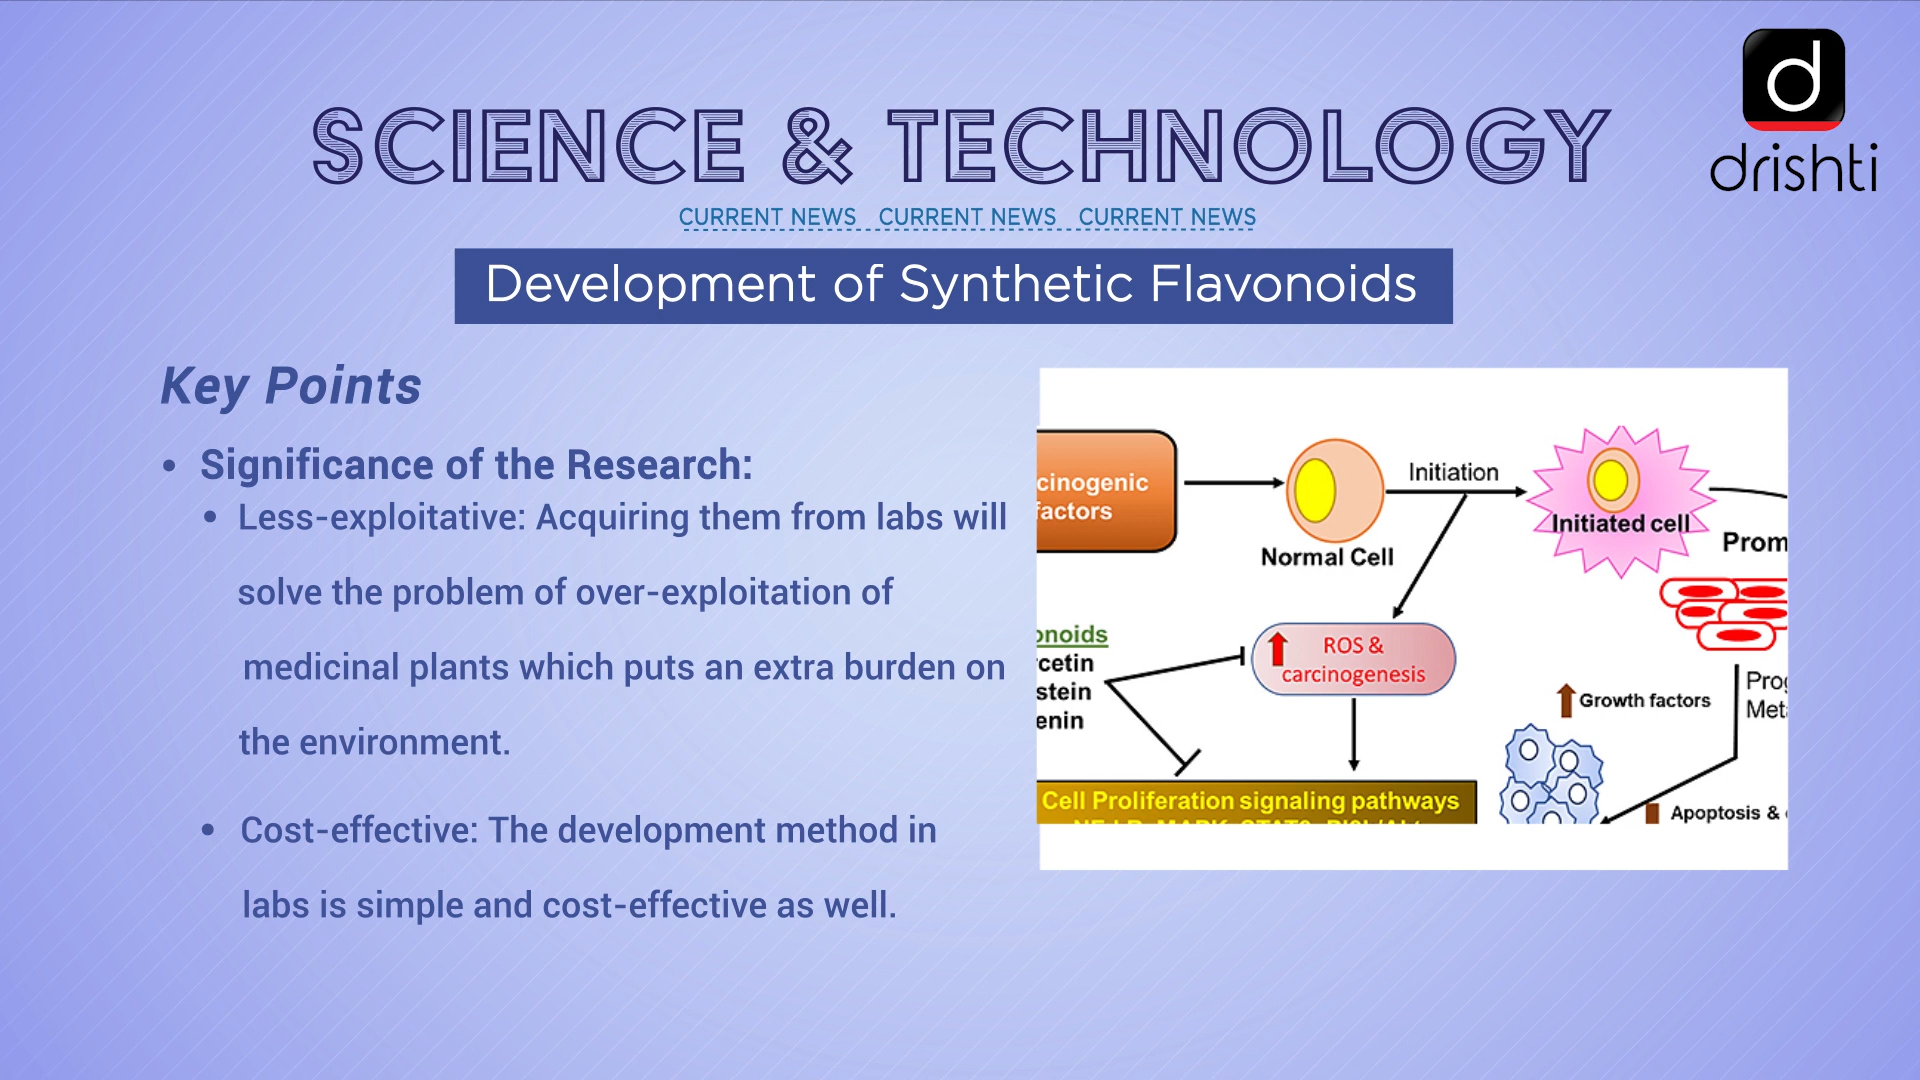 SCIENCE & TECHNOLOGY
d
drishti
CURRENT NEWS CURRENT NEWS CURRENT NEWS
Development of Synthetic Flavonoids
Key Points
• Significance of the Research:
• Less-exploitative: Acquiring them from labs will
solve the problem of over-exploitation of
medicinal plants which puts an extra burden on
the environment.
• Cost-effective: The development method in
labs is simple and cost-effective as well.
cinogenic
factors
Normal Cell
Initiation
Initiated cell
Prom
onoids
rcetin
stein
enin
ROS &
carcinogenesis
Growth factors
Prog
Met
Cell Proliferation signaling pathways
Apoptosis &